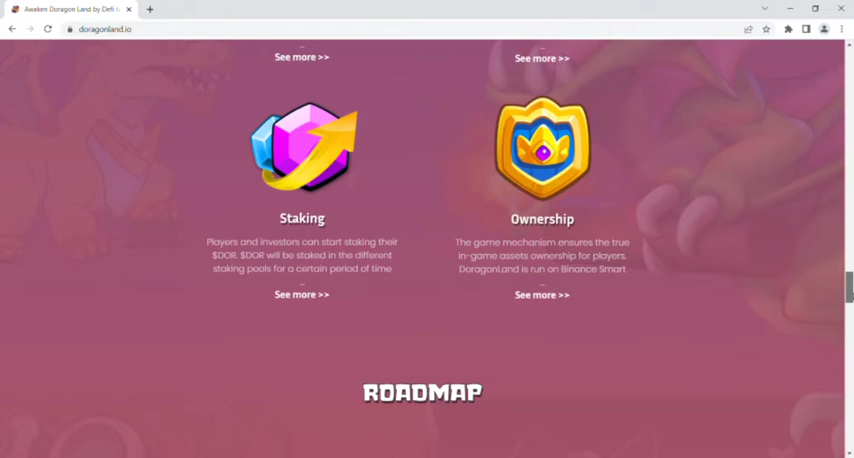 Awaken Doragon Land by Defi
doragonland.io
See more >>
See more >>
Staking
Players and investors can start staking their
$DOR. $DOR will be staked in the different
staking pools for a certain period of time
See more >>
Ownership
The game mechanism ensures the true
in-game assets ownership for players.
DoragonLand is run on Binance Smart
See more >>
ROADMAP